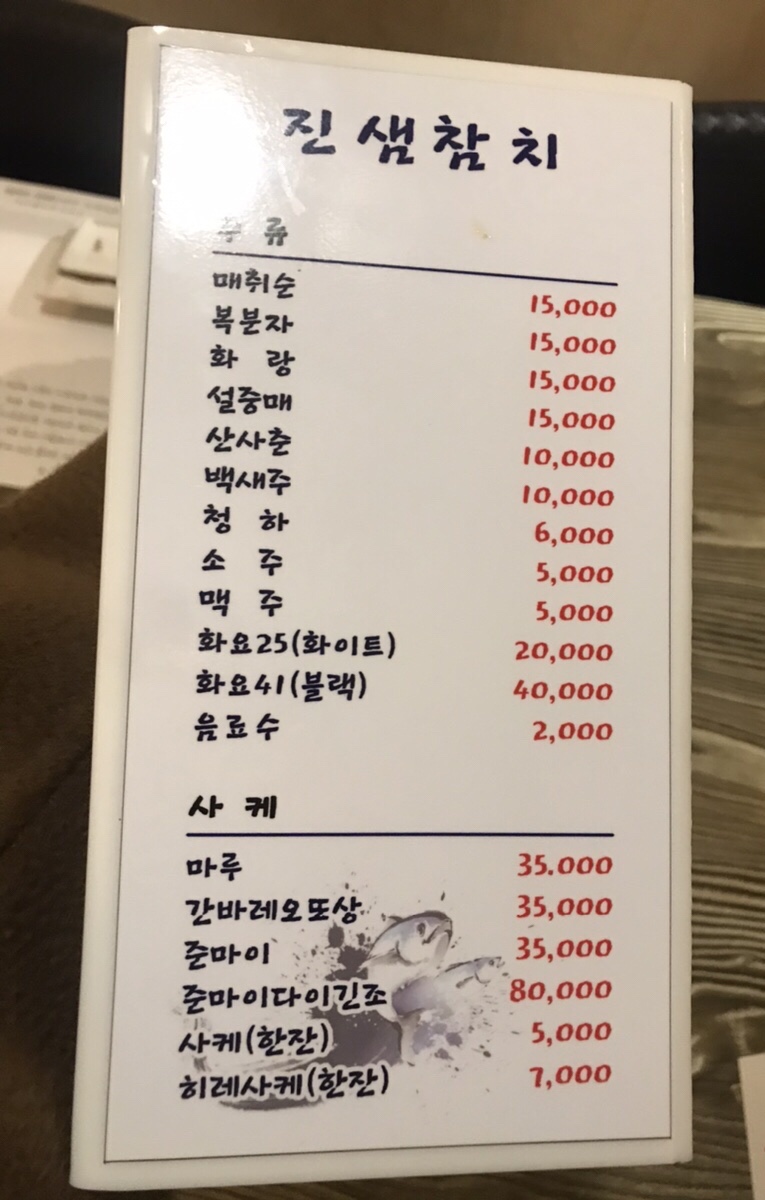 진샘참치
주류
매취순 15,000
복분자 15,000
화 랑 15,000
설중매 15,000
산사춘 10,000
백새주 10,000
청 하 6,000
소 주 5,000
맥 주 5,000
화요25(화이트) 20,000
화요41(블랙) 40,000
음료수 2,000
사 케
마루 35.000
간바레오또상 35,000
준마이 35,000
준마이다이긴조 80,000
사케(한잔) 5,000
히레사케(한잔) 7,000